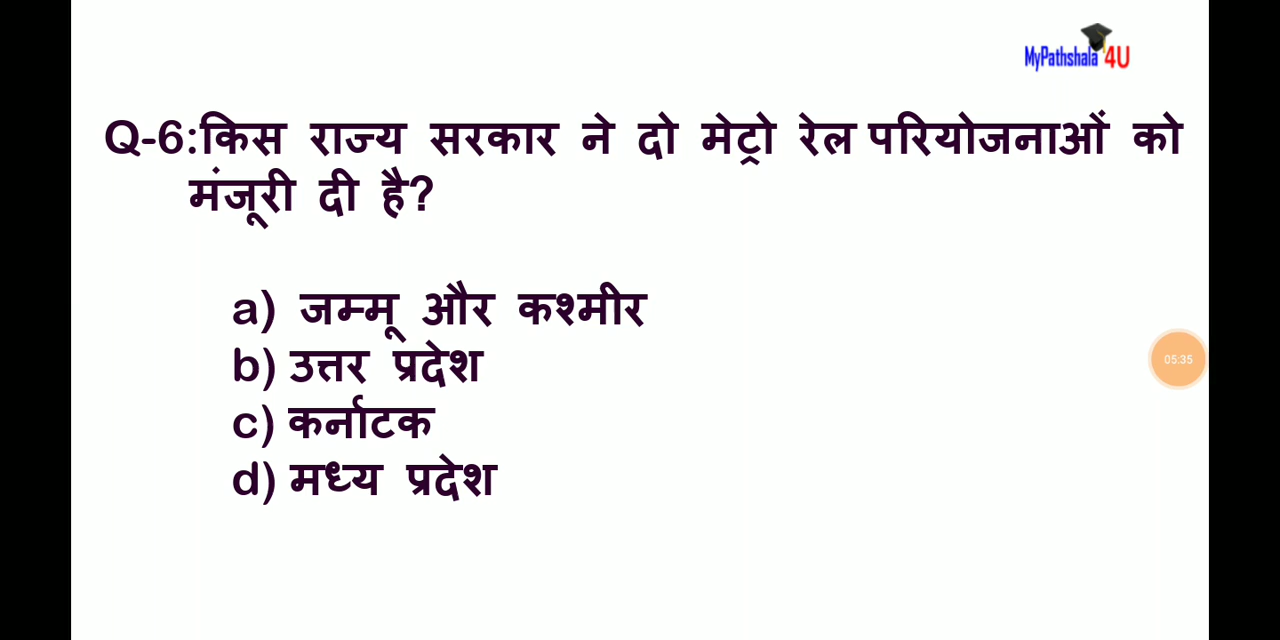 MyPathshala 4U
Q-6:किस राज्य सरकार ने दो मेट्रो रेल परियोजनाओं को
मंजूरी दी है?
a) जम्मू और कश्मीर
b) उत्तर प्रदेश
05:35
c) कर्नाटक
d) मध्य प्रदेश